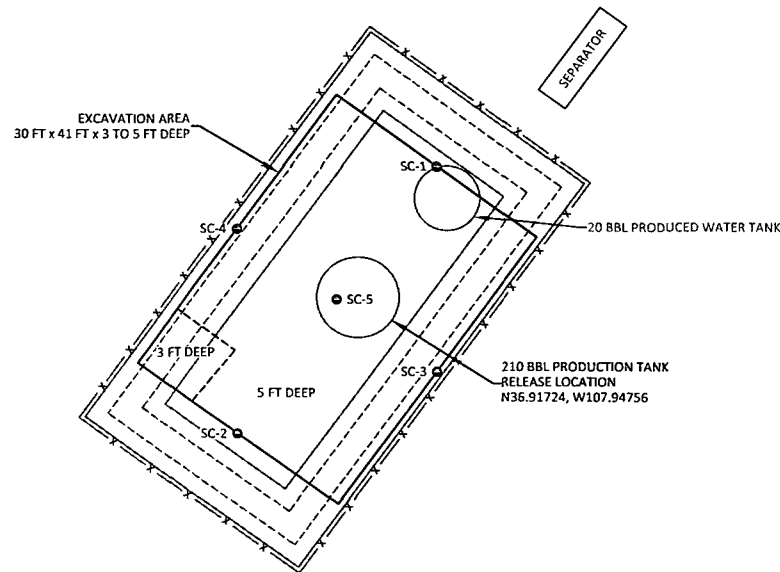 SEPARATOR
EXCAVATION AREA
30 FT x 41 FT x 3 TO 5 FT DEEP
SC-1
20 BBL PRODUCED WATER TANK
SC-4
SC-5
3 FT DEEP
210 BBL PRODUCTION TANK
RELEASE LOCATION
N36.91724, W107.94756
SC-3
5 FT DEEP
SC-2